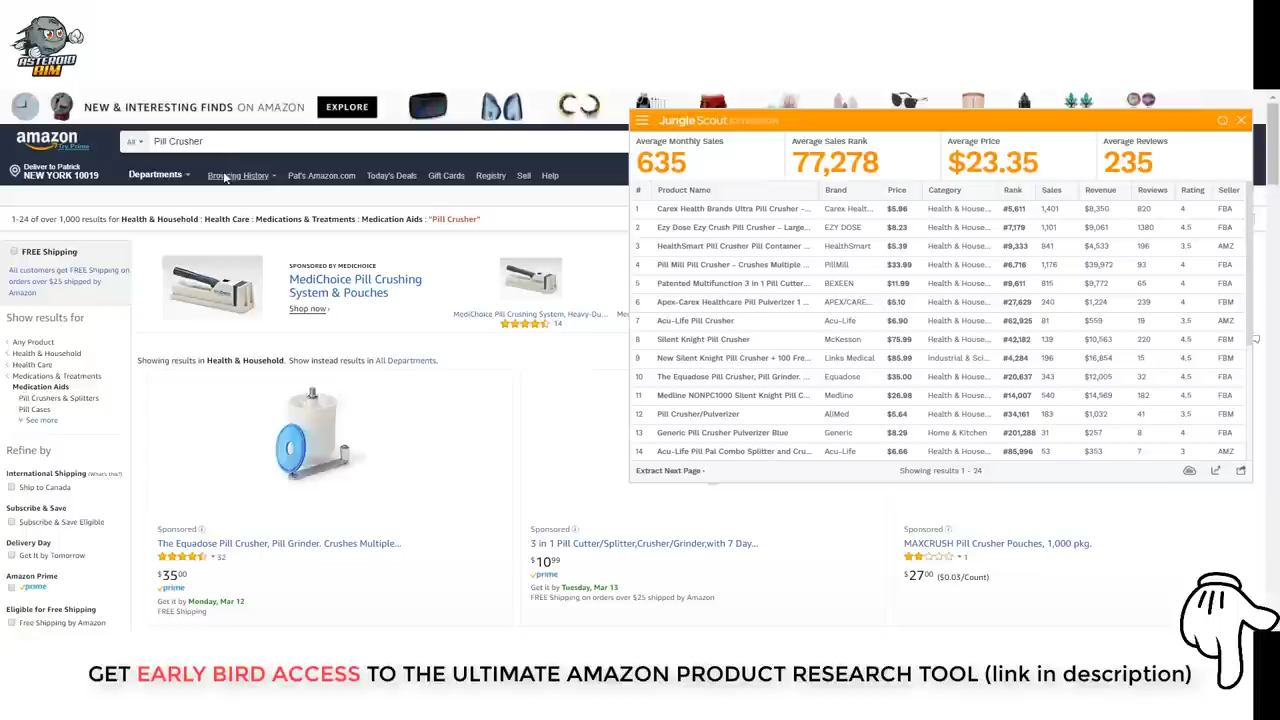 ASTEROID
AIM
NEW & INTERESTING FINDS ON AMAZON
EXPLORE
amazon
Try Prime
All
Pill Crusher
Deliver to Patrick
NEW YORK 10019
Departments
Browsing History
Pat's Amazon.com
Today's Deals
Gift Cards
Registry
Sell
Help
1-24 of over 1,000 results for Health & Household : Health Care : Medications & Treatments : Medication Aids : "Pill Crusher"
FREE Shipping
All customers get FREE Shipping on
orders over $25 shipped by
Amazon
Show results for
Any Product
Health & Household
Health Care
Medications & Treatments
Medication Aids
Pill Crushers & Splitters
Pill Cases
See more
Refine by
International Shipping (What's this?)
Ship to Canada
Subscribe & Save
Subscribe & Save Eligible
Delivery Day
Get It by Tomorrow
Amazon Prime
prime
Eligible for Free Shipping
Free Shipping by Amazon
SPONSORED BY MEDICHOICE
MediChoice Pill Crushing
System & Pouches
Shop now ›
MediChoice Pill Crushing System, Heavy-Du...
14
Showing results in Health & Household. Show instead results in All Departments.
Sponsored
The Equadose Pill Crusher, Pill Grinder. Crushes Multiple...
32
$35 00
prime
Get it by Monday, Mar 12
FREE Shipping
Sponsored
3 in 1 Pill Cutter/Splitter,Crusher/Grinder,with 7 Day...
$10 99
prime
Get it by Tuesday, Mar 13
FREE Shipping on orders over $25 shipped by Amazon
Sponsored
MAXCRUSH Pill Crusher Pouches, 1,000 pkg.
1
$27 00 ($0.03/Count)
Jungle Scout
Average Monthly Sales
635
Average Sales Rank
77,278
Average Price
$23.35
Average Reviews
235
# Product Name Brand Price Category Rank Sales Revenue Reviews Rating Seller
1 Carex Health Brands Ultra Pill Crusher -... Carex Healt... $5.96 Health & House... #5,611 1,401 $8,350 820 4 FBA
2 Ezy Dose Ezy Crush Pill Crusher - Large... EZY DOSE $8.23 Health & House... #7,179 1,101 $9,061 1380 4.5 FBA
3 HealthSmart Pill Crusher Pill Container ... HealthSmart $5.39 Health & House... #9,333 841 $4,533 196 3.5 AMZ
4 Pill Mill Pill Crusher - Crushes Multiple ... PillMill $33.99 Health & House... #6,716 1,176 $39,972 93 4 FBA
5 Patented Multifunction 3 in 1 Pill Cutter... BEXEEN $11.99 Health & House... #9,611 815 $9,772 65 4 FBA
6 Apex-Carex Healthcare Pill Pulverizer 1 ... APEX/CARE... $5.10 Health & House... #27,629 240 $1,224 239 4 FBM
7 Acu-Life Pill Crusher Acu-Life $6.90 Health & House... #62,925 81 $559 19 3.5 AMZ
8 Silent Knight Pill Crusher McKesson $75.99 Health & House... #42,182 139 $10,563 220 4.5 FBM
9 New Silent Knight Pill Crusher + 100 Fre... Links Medical $85.99 Industrial & Sci... #4,284 196 $16,854 15 4.5 FBM
10 The Equadose Pill Crusher, Pill Grinder. ... Equadose $35.00 Health & House... #20,637 343 $12,005 32 4.5 FBA
11 Medline NONPC1000 Silent Knight Pill C... Medline $26.98 Health & House... #14,007 540 $14,569 182 4.5 FBA
12 Pill Crusher/Pulverizer AllMed $5.64 Health & House... #34,161 183 $1,032 41 3.5 FBM
13 Generic Pill Crusher Pulverizer Blue Generic $8.29 Home & Kitchen #201,288 31 $257 8 4 FBA
14 Acu-Life Pill Pal Combo Splitter and Cru... Acu-Life $6.66 Health & House... #85,996 53 $353 7 3 AMZ
Extract Next Page ›
Showing results 1 - 24
GET EARLY BIRD ACCESS TO THE ULTIMATE AMAZON PRODUCT RESEARCH TOOL (link in description)